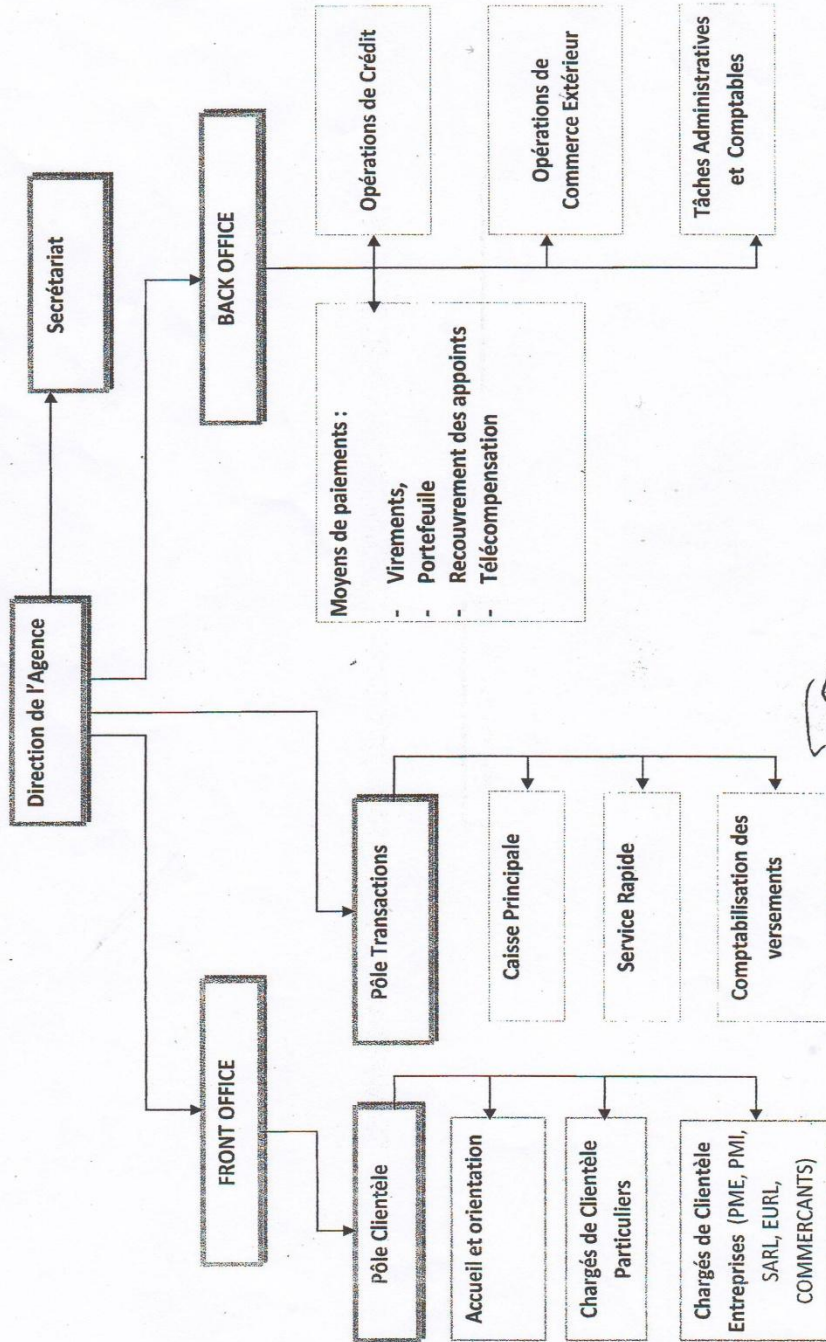 Direction de l'Agence
Secrétariat
FRONT OFFICE
BACK OFFICE
Pôle Clientèle
Pôle Transactions
Accueil et orientation
Chargés de Clientèle
Particuliers
Chargés de Clientèle
Entreprises (PME, PMI,
SARL, EURL,
COMMERCANTS)
Caisse Principale
Service Rapide
Comptabilisation des
versements
Moyens de paiements :
- Virements,
- Portefeuile
- Recouvrement des appoints
- Télécompensation
Opérations de Crédit
Opérations de
Commerce Extérieur
Tâches Administratives
et Comptables